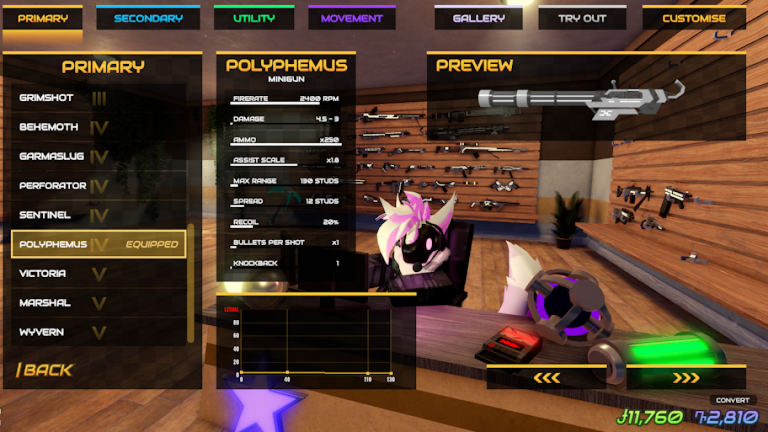 PRIMARY
SECONDARY
UTILITY
MOVEMENT
GALLERY
TRY OUT
CUSTOMISE
PRIMARY
GRIMSHOT III
BEHEMOTH IV
GARMASLUG IV
PERFORATOR IV
SENTINEL IV
POLYPHEMUS IV EQUIPPED
VICTORIA V
MARSHAL V
WYVERN V
/BACK
POLYPHEMUS
MINIGUN
FIRERATE 2400 RPM
DAMAGE 4.5 - 3
AMMO x250
ASSIST SCALE x1.8
MAX RANGE 130 STUDS
SPREAD 12 STUDS
RECOIL 20%
BULLETS PER SHOT x1
KNOCKBACK 1
LETHAL
80
60
40
20
0
0 40 110 130
PREVIEW
<<<
>>>
CONVERT
11,760
2,810